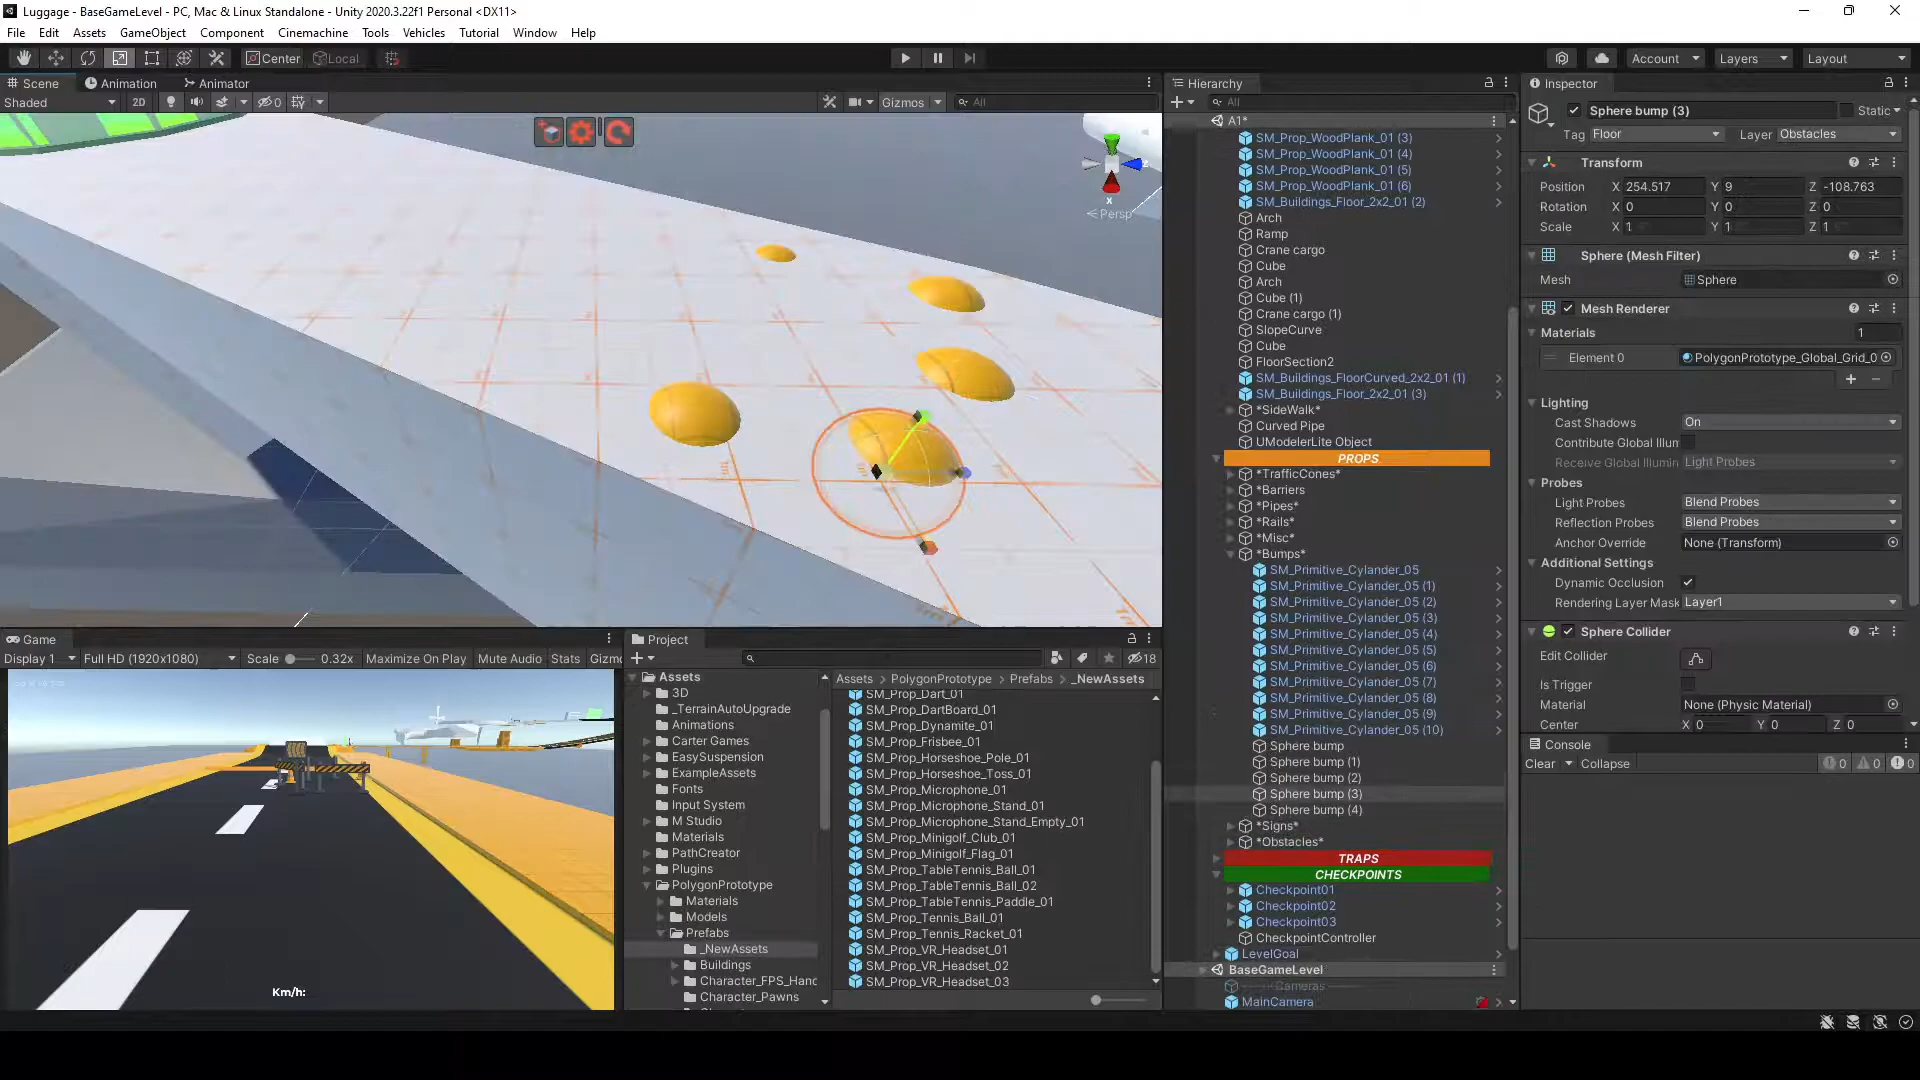 Luggage - BaseGameLevel - PC, Mac & Linux Standalone - Unity 2020.3.22f1 Personal <DX11>
File Edit Assets GameObject Component Cinemachine Tools Vehicles Tutorial Window Help
Center Local Account Layers Layout
Scene Animation Animator
Shaded 2D 0 Gizmos All
x
< Persp
Game
Display 1 Full HD (1920x1080) Scale 0.32x Maximize On Play Mute Audio Stats Gizmo
Km/h:
Project
18
Assets
3D
_TerrainAutoUpgrade
Animations
Carter Games
EasySuspension
ExampleAssets
Fonts
Input System
M Studio
Materials
PathCreator
Plugins
PolygonPrototype
Materials
Models
Prefabs
_NewAssets
Buildings
Character_FPS_Hanc
Character_Pawns
Assets > PolygonPrototype > Prefabs > _NewAssets
SM_Prop_Dart_01
SM_Prop_DartBoard_01
SM_Prop_Dynamite_01
SM_Prop_Frisbee_01
SM_Prop_Horseshoe_Pole_01
SM_Prop_Horseshoe_Toss_01
SM_Prop_Microphone_01
SM_Prop_Microphone_Stand_01
SM_Prop_Microphone_Stand_Empty_01
SM_Prop_Minigolf_Club_01
SM_Prop_Minigolf_Flag_01
SM_Prop_TableTennis_Ball_01
SM_Prop_TableTennis_Ball_02
SM_Prop_TableTennis_Paddle_01
SM_Prop_Tennis_Ball_01
SM_Prop_Tennis_Racket_01
SM_Prop_VR_Headset_01
SM_Prop_VR_Headset_02
SM_Prop_VR_Headset_03
Hierarchy
All
A1*
SM_Prop_WoodPlank_01 (3)
SM_Prop_WoodPlank_01 (4)
SM_Prop_WoodPlank_01 (5)
SM_Prop_WoodPlank_01 (6)
SM_Buildings_Floor_2x2_01 (2)
Arch
Ramp
Crane cargo
Cube
Arch
Cube (1)
Crane cargo (1)
SlopeCurve
Cube
FloorSection2
SM_Buildings_FloorCurved_2x2_01 (1)
SM_Buildings_Floor_2x2_01 (3)
*SideWalk*
Curved Pipe
UModelerLite Object
PROPS
*TrafficCones*
*Barriers
*Pipes*
*Rails*
*Misc*
*Bumps*
SM_Primitive_Cylander_05
SM_Primitive_Cylander_05 (1)
SM_Primitive_Cylander_05 (2)
SM_Primitive_Cylander_05 (3)
SM_Primitive_Cylander_05 (4)
SM_Primitive_Cylander_05 (5)
SM_Primitive_Cylander_05 (6)
SM_Primitive_Cylander_05 (7)
SM_Primitive_Cylander_05 (8)
SM_Primitive_Cylander_05 (9)
SM_Primitive_Cylander_05 (10)
Sphere bump
Sphere bump (1)
Sphere bump (2)
Sphere bump (3)
Sphere bump (4)
*Signs*
*Obstacles*
TRAPS
CHECKPOINTS
Checkpoint01
Checkpoint02
Checkpoint03
CheckpointController
LevelGoal
BaseGameLevel
Cameras
MainCamera
Inspector
Sphere bump (3) Static
Tag Floor Layer Obstacles
Transform
Position X 254.517 Y 9 Z -108.763
Rotation X 0 Y 0 Z 0
Scale X 1 Y 1 Z 1
Sphere (Mesh Filter)
Mesh Sphere
Mesh Renderer
Materials 1
Element 0 PolygonPrototype_Global_Grid_0
Lighting
Cast Shadows On
Contribute Global Illum
Receive Global Illumin Light Probes
Probes
Light Probes Blend Probes
Reflection Probes Blend Probes
Anchor Override None (Transform)
Additional Settings
Dynamic Occlusion
Rendering Layer Mask Layer1
Sphere Collider
Edit Collider
Is Trigger
Material None (Physic Material)
Center X 0 Y 0 Z 0
Console
Clear Collapse 0 0 0